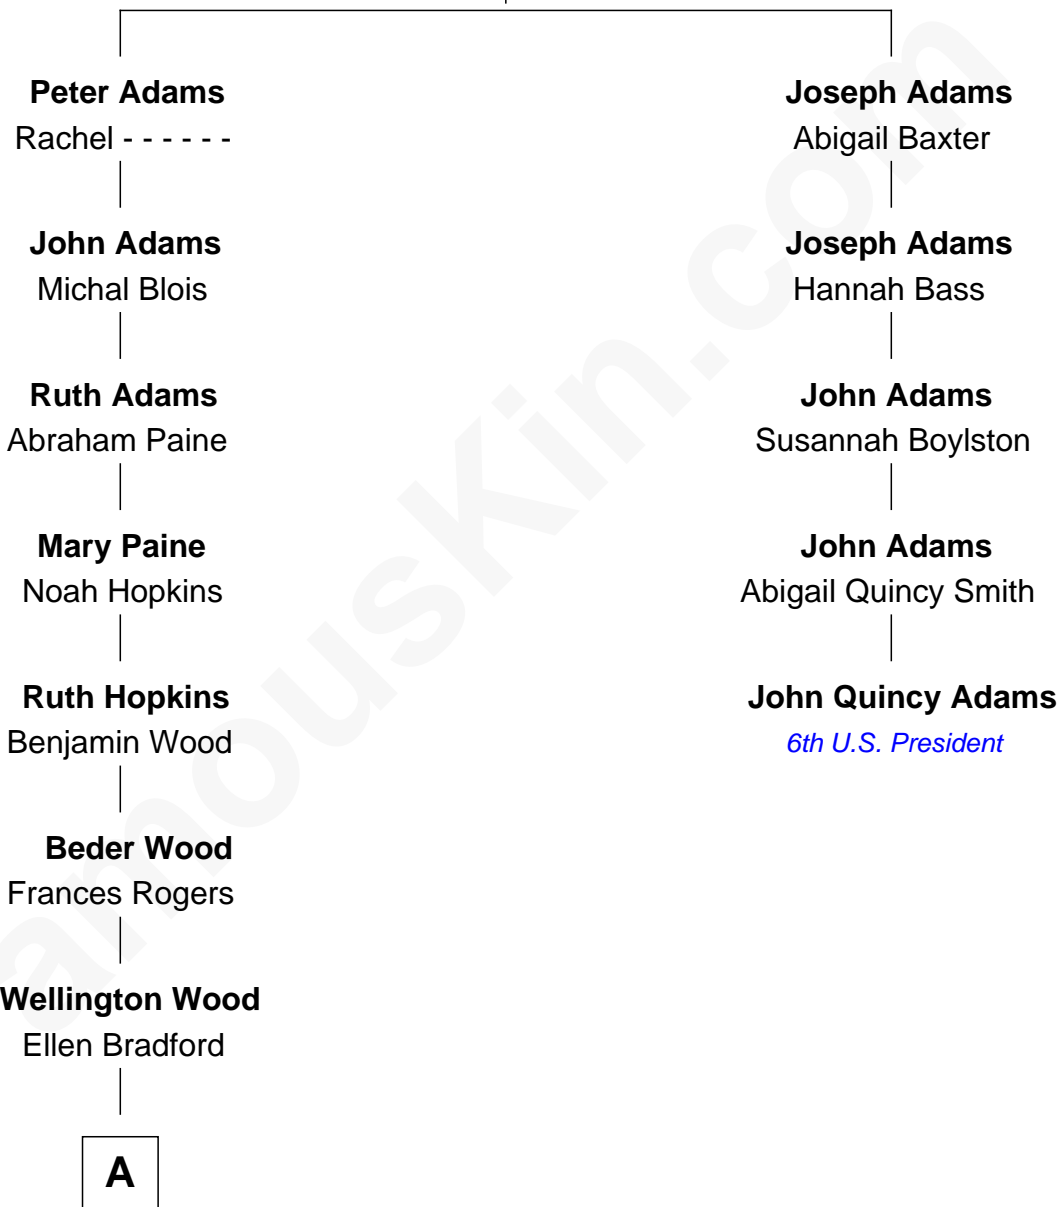 Peter Adams
Rachel - - - - - -
John Adams
Michal Blois
Ruth Adams
Abraham Paine
Mary Paine
Noah Hopkins
Ruth Hopkins
Benjamin Wood
Beder Wood
Frances Rogers
Wellington Wood
Ellen Bradford
A
Joseph Adams
Abigail Baxter
Joseph Adams
Hannah Bass
John Adams
Susannah Boylston
John Adams
Abigail Quincy Smith
John Quincy Adams
6th U.S. President
amouskin.com